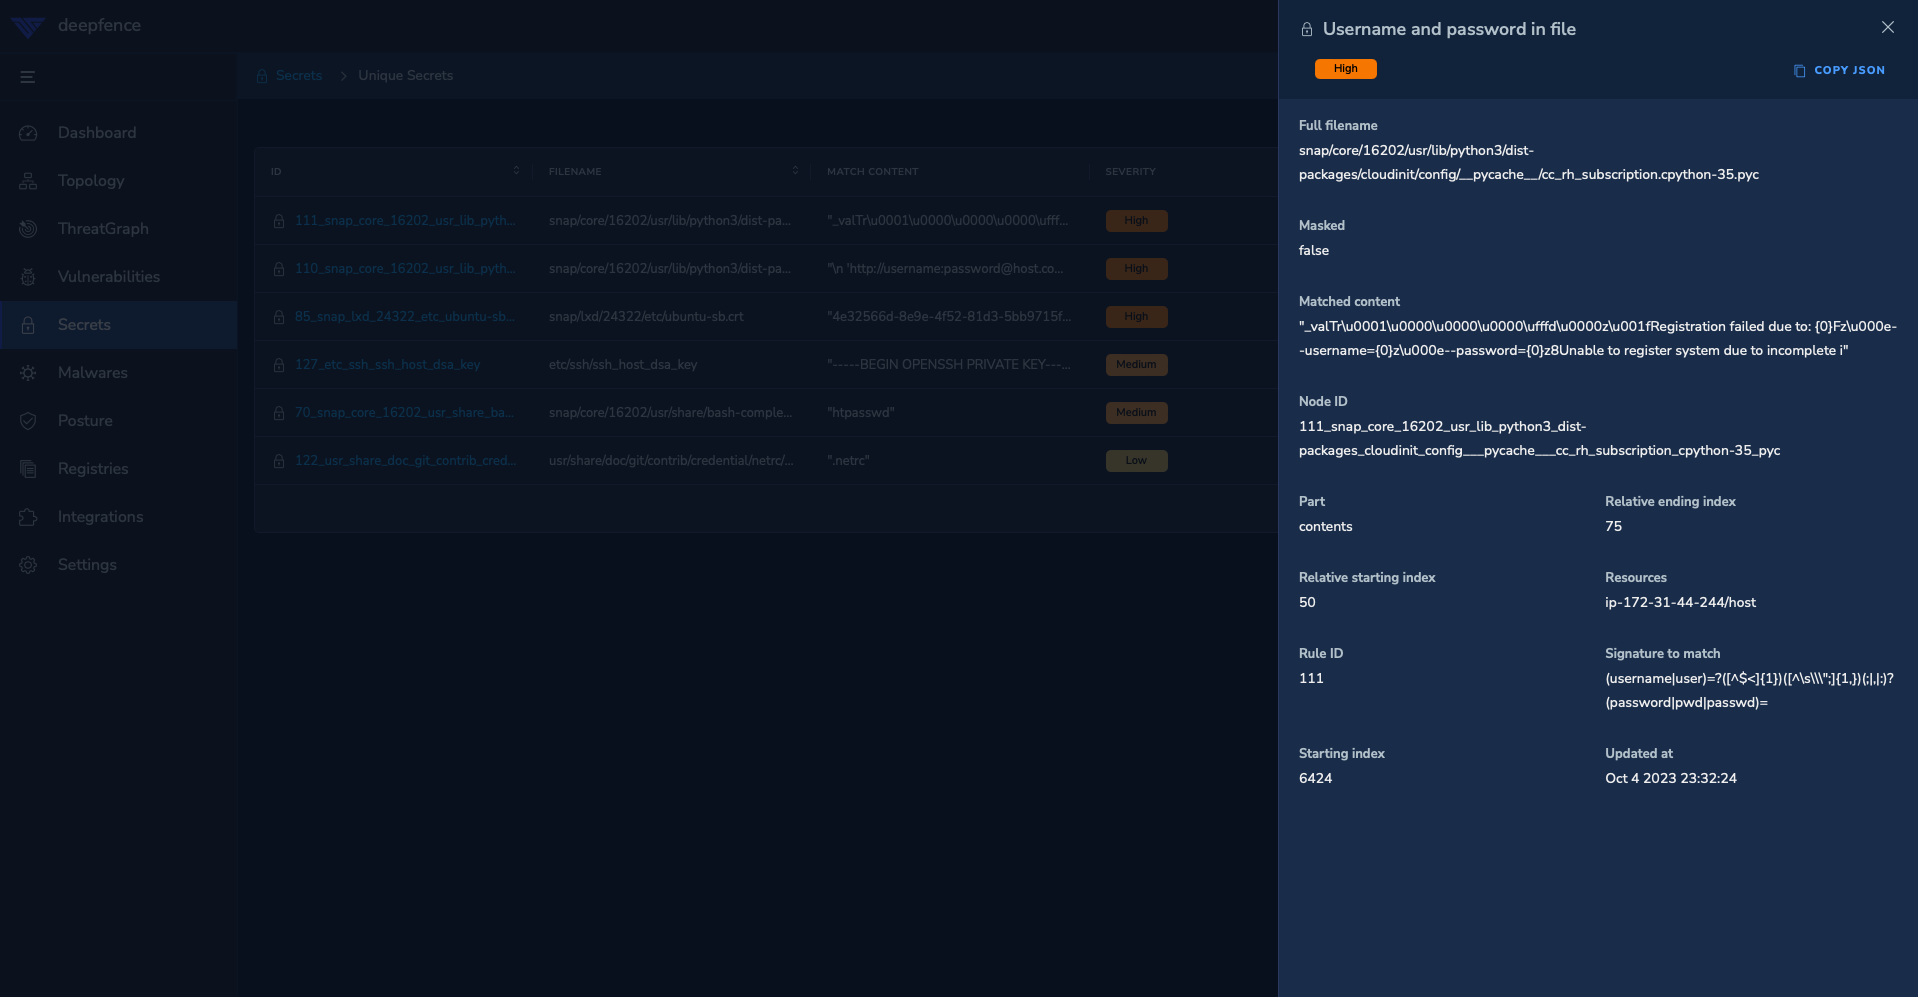 deepfence
Secrets > Unique Secrets
Dashboard
Topology
ThreatGraph
Vulnerabilities
Secrets
Malwares
Posture
Registries
Integrations
Settings
ID FILENAME MATCH CONTENT SEVERITY
111_snap_core_16202_usr_lib_pyth... snap/core/16202/usr/lib/python3/dist-pa... "_valTr\u0001\u0000\u0000\u0000\ufff... High
110_snap_core_16202_usr_lib_pyth... snap/core/16202/usr/lib/python3/dist-pa... "\n 'http://username:password@host.co... High
85_snap_lxd_24322_etc_ubuntu-sb... snap/lxd/24322/etc/ubuntu-sb.crt "4e32566d-8e9e-4f52-81d3-5bb9715f... High
127_etc_ssh_ssh_host_dsa_key etc/ssh/ssh_host_dsa_key "-----BEGIN OPENSSH PRIVATE KEY---... Medium
70_snap_core_16202_usr_share_ba... snap/core/16202/usr/share/bash-comple... "htpasswd" Medium
122_usr_share_doc_git_contrib_cred... usr/share/doc/git/contrib/credential/netrc/... ".netrc" Low
Username and password in file
High
COPY JSON
Full filename
snap/core/16202/usr/lib/python3/dist-
packages/cloudinit/config/__pycache__/cc_rh_subscription.cpython-35.pyc
Masked
false
Matched content
"_valTr\u0001\u0000\u0000\u0000\ufffd\u0000z\u001fRegistration failed due to: {0}Fz\u000e-
-username={0}z\u000e--password={0}z8Unable to register system due to incomplete i"
Node ID
111_snap_core_16202_usr_lib_python3_dist-
packages_cloudinit_config___pycache___cc_rh_subscription_cpython-35_pyc
Part Relative ending index
contents 75
Relative starting index Resources
50 ip-172-31-44-244/host
Rule ID Signature to match
111 (username|user)=?([^$<]{1})([^\s\\\";]{1,})(;|,|:)?
(password|pwd|passwd)=
Starting index Updated at
6424 Oct 4 2023 23:32:24